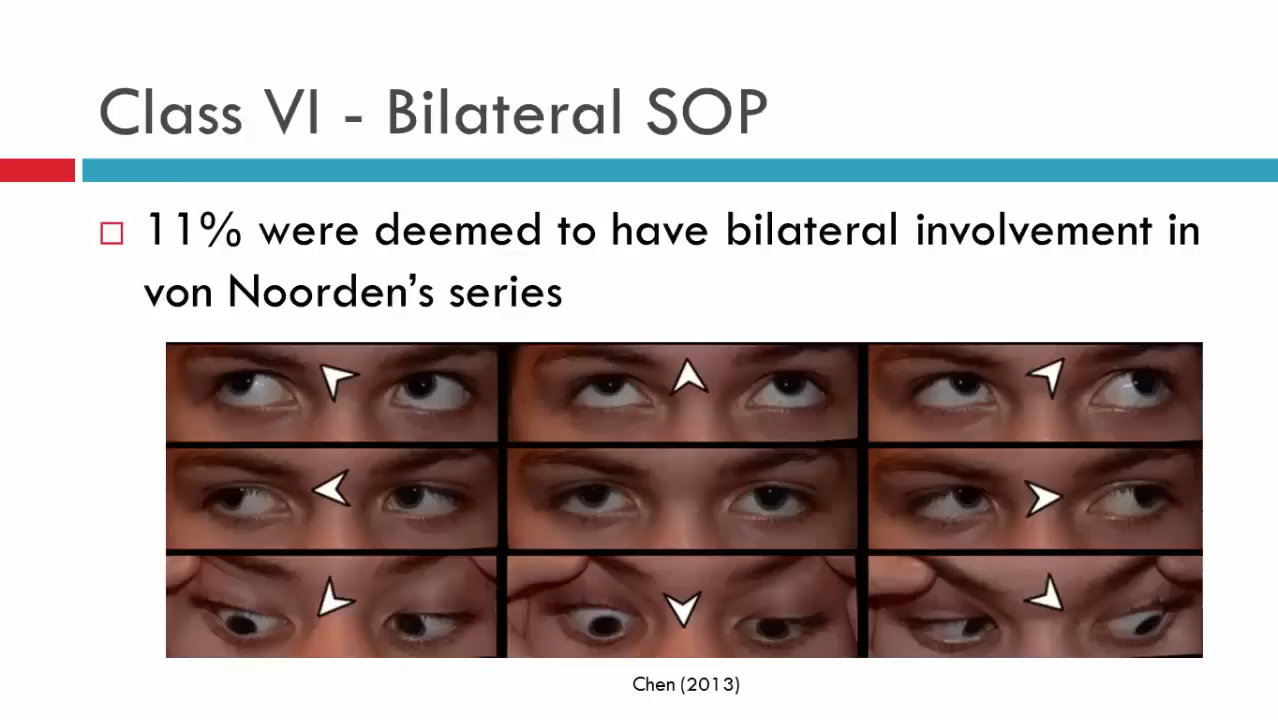 Class VI - Bilateral SOP
11% were deemed to have bilateral involvement in
von Noorden’s series
Chen (2013)